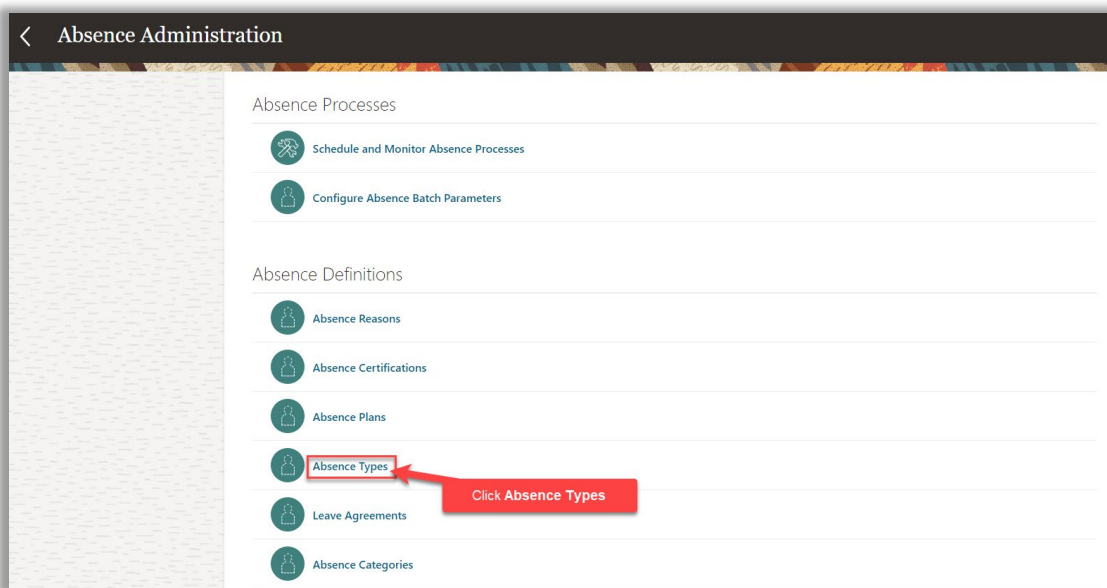 Absence Administration
Absence Processes
Schedule and Monitor Absence Processes
Configure Absence Batch Parameters
Absence Definitions
Absence Reasons
Absence Certifications
Absence Plans
Absence Types
Click Absence Types
Leave Agreements
Absence Categories